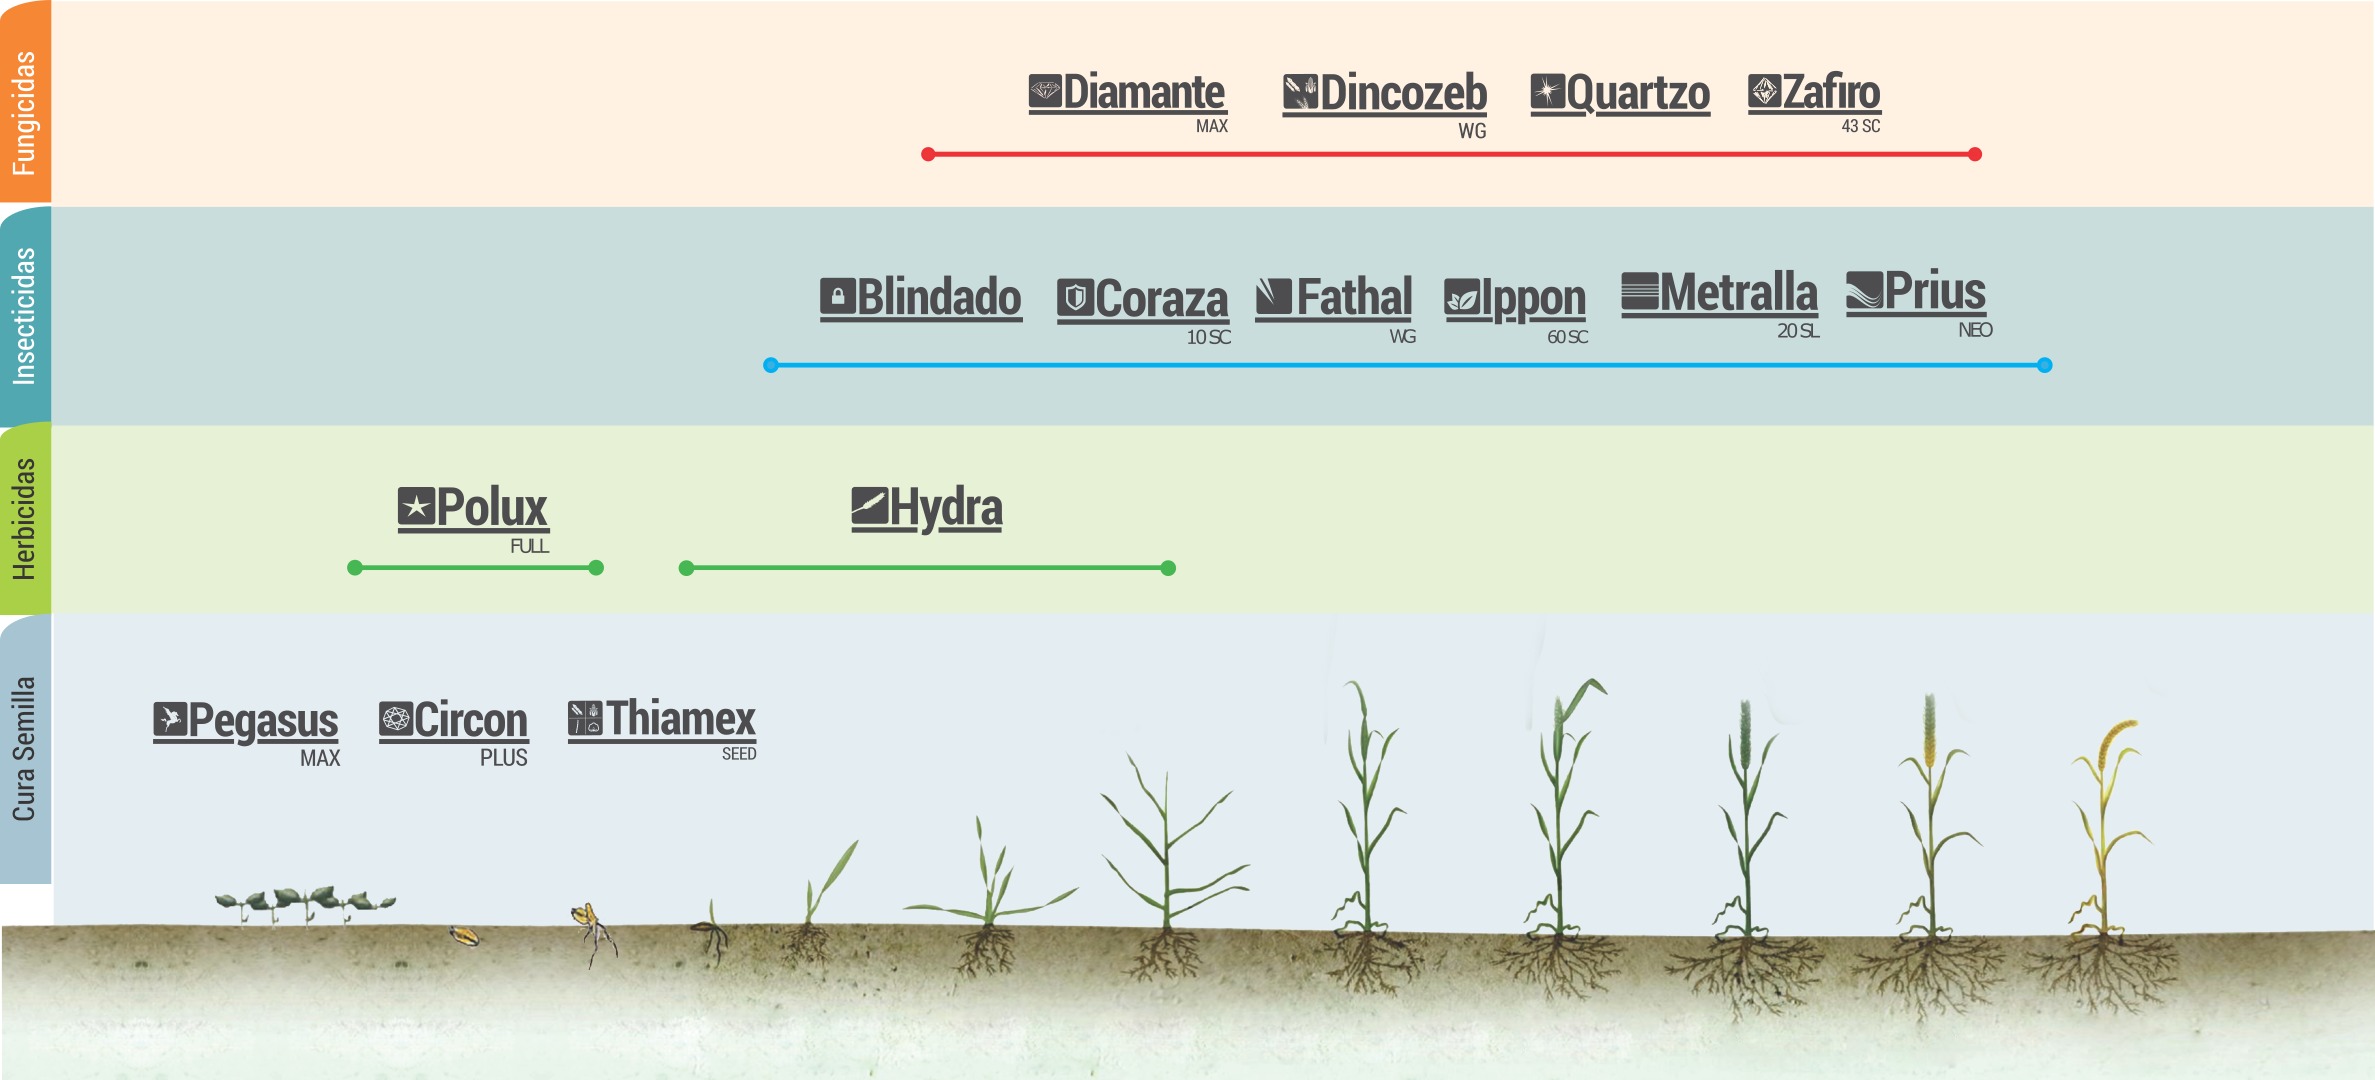 Fungicidas
Diamante
MAX
Dincozeb
WG
Quartzo
Zafiro
43 SC
Insecticidas
Blindado
Coraza
10 SC
Fathal
WG
Ippon
60 SC
Metralla
20 SL
Prius
NEO
Herbicidas
Polux
FULL
Hydra
Cura Semilla
Pegasus
MAX
Circon
PLUS
Thiamex
SEED